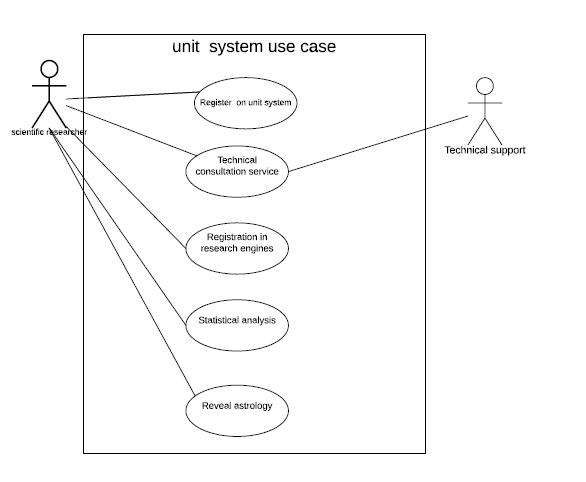 unit system use case
Register on unit system
scientific researcher
Technical
consultation service
Technical support
Registration in
research engines
Statistical analysis
Reveal astrology